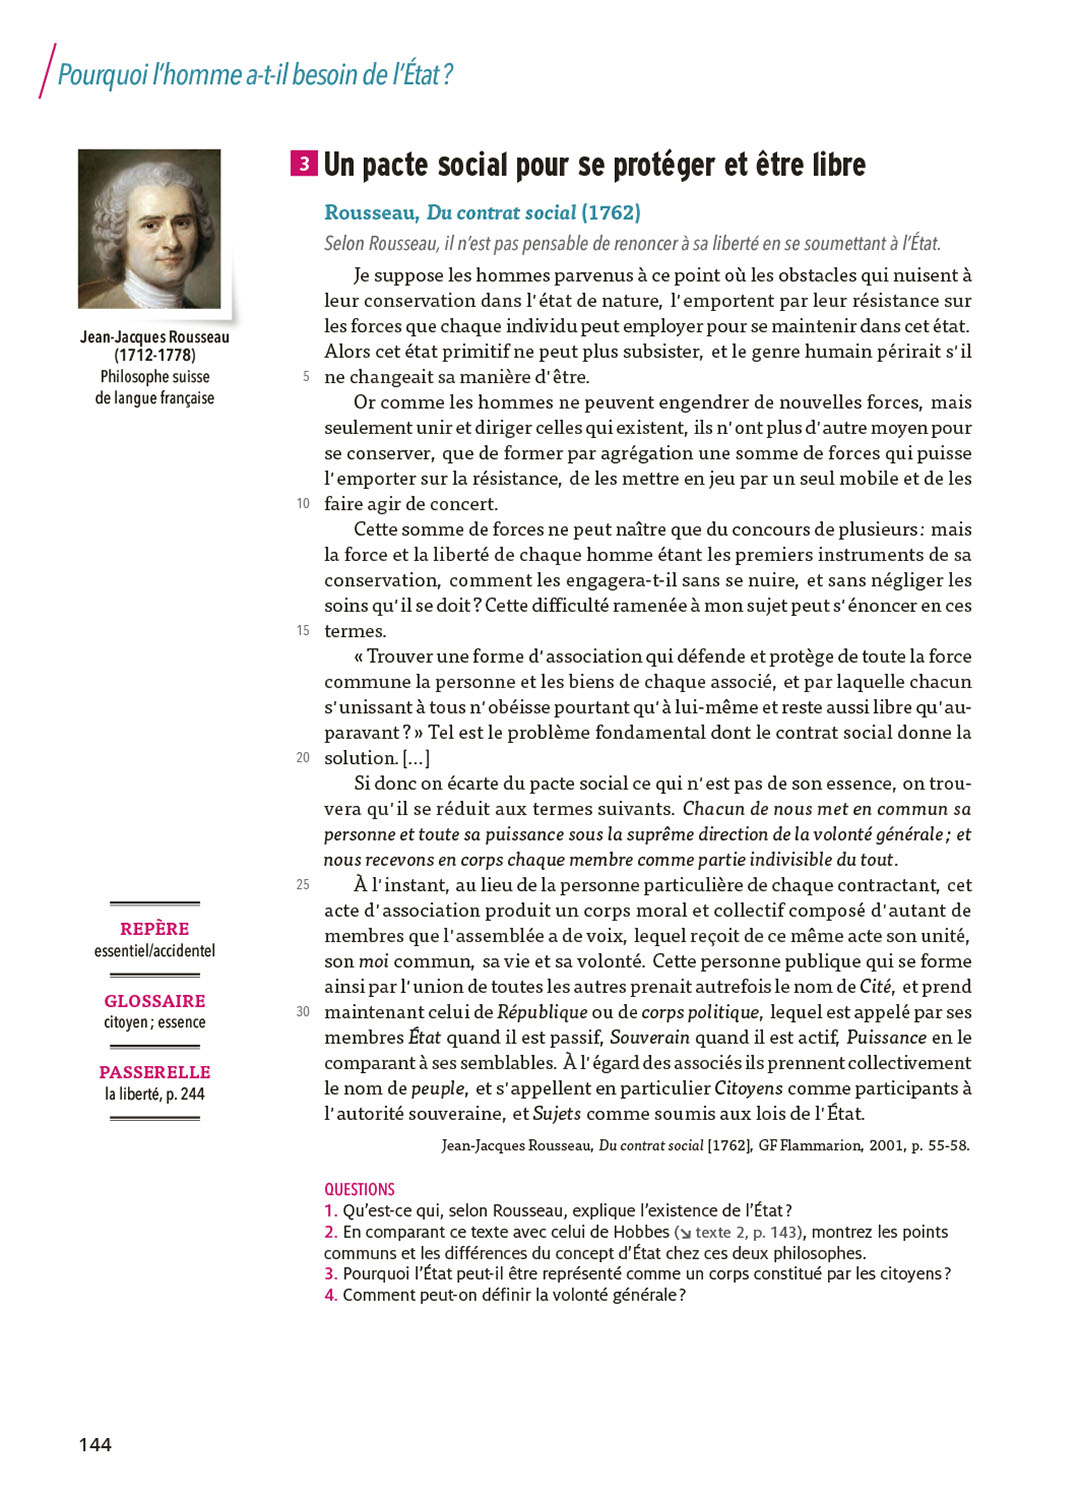 Pourquoi l'homme a-t-il besoin de l'État ?
Jean-Jacques Rousseau
(1712-1778)
Philosophe suisse
de langue française
3 Un pacte social pour se protéger et être libre
Rousseau, Du contrat social (1762)
Selon Rousseau, il n'est pas pensable de renoncer à sa liberté en se soumettant à l'État.
Je suppose les hommes parvenus à ce point où les obstacles qui nuisent à
leur conservation dans l'état de nature, l'emportent par leur résistance sur
les forces que chaque individu peut employer pour se maintenir dans cet état.
Alors cet état primitif ne peut plus subsister, et le genre humain périrait s'il
5 ne changeait sa manière d'être.
Or comme les hommes ne peuvent engendrer de nouvelles forces, mais
seulement unir et diriger celles qui existent, ils n'ont plus d'autre moyen pour
se conserver, que de former par agrégation une somme de forces qui puisse
l'emporter sur la résistance, de les mettre en jeu par un seul mobile et de les
10 faire agir de concert.
Cette somme de forces ne peut naître que du concours de plusieurs : mais
la force et la liberté de chaque homme étant les premiers instruments de sa
conservation, comment les engagera-t-il sans se nuire, et sans négliger les
soins qu'il se doit ? Cette difficulté ramenée à mon sujet peut s'énoncer en ces
15 termes.
« Trouver une forme d'association qui défende et protège de toute la force
commune la personne et les biens de chaque associé, et par laquelle chacun
s'unissant à tous n'obéisse pourtant qu'à lui-même et reste aussi libre qu'au-
paravant ? » Tel est le problème fondamental dont le contrat social donne la
20 solution. [...]
Si donc on écarte du pacte social ce qui n'est pas de son essence, on trou-
vera qu'il se réduit aux termes suivants. Chacun de nous met en commun sa
personne et toute sa puissance sous la suprême direction de la volonté générale ; et
nous recevons en corps chaque membre comme partie indivisible du tout.
25 À l'instant, au lieu de la personne particulière de chaque contractant, cet
acte d'association produit un corps moral et collectif composé d'autant de
membres que l'assemblée a de voix, lequel reçoit de ce même acte son unité,
son moi commun, sa vie et sa volonté. Cette personne publique qui se forme
ainsi par l'union de toutes les autres prenait autrefois le nom de Cité, et prend
30 maintenant celui de République ou de corps politique, lequel est appelé par ses
membres État quand il est passif, Souverain quand il est actif, Puissance en le
comparant à ses semblables. À l'égard des associés ils prennent collectivement
le nom de peuple, et s'appellent en particulier Citoyens comme participants à
l'autorité souveraine, et Sujets comme soumis aux lois de l'État.
Jean-Jacques Rousseau, Du contrat social [1762], GF Flammarion, 2001, p. 55-58.
REPÈRE
essentiel/accidentel
GLOSSAIRE
citoyen ; essence
PASSERELLE
la liberté, p. 244
QUESTIONS
1. Qu'est-ce qui, selon Rousseau, explique l'existence de l'État ?
2. En comparant ce texte avec celui de Hobbes (↘ texte 2, p. 143), montrez les points
communs et les différences du concept d'État chez ces deux philosophes.
3. Pourquoi l'État peut-il être représenté comme un corps constitué par les citoyens ?
4. Comment peut-on définir la volonté générale ?
144